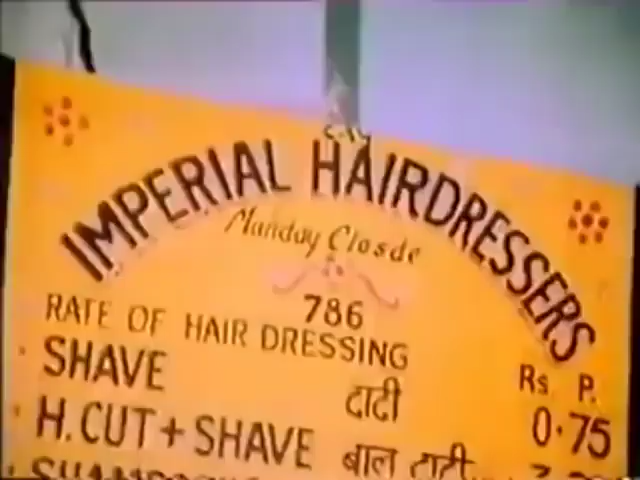 IMPERIAL HAIRDRESSERS
Manday Closde
786
RATE OF HAIR DRESSING
Rs P.
SHAVE दाढी 0.75
H. CUT + SHAVE बाल दाढी